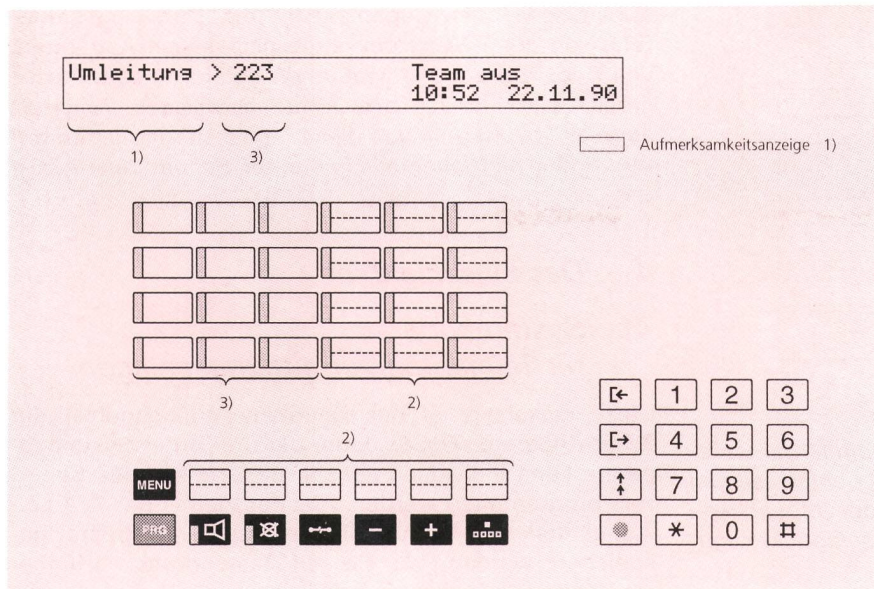 Umleitung > 223 Team aus
10:52 22.11.90
1) 3)
Aufmerksamkeitsanzeige 1)
3) 2)
2)
1 2 3
4 5 6
MENU 7 8 9
PRG - + * 0 #